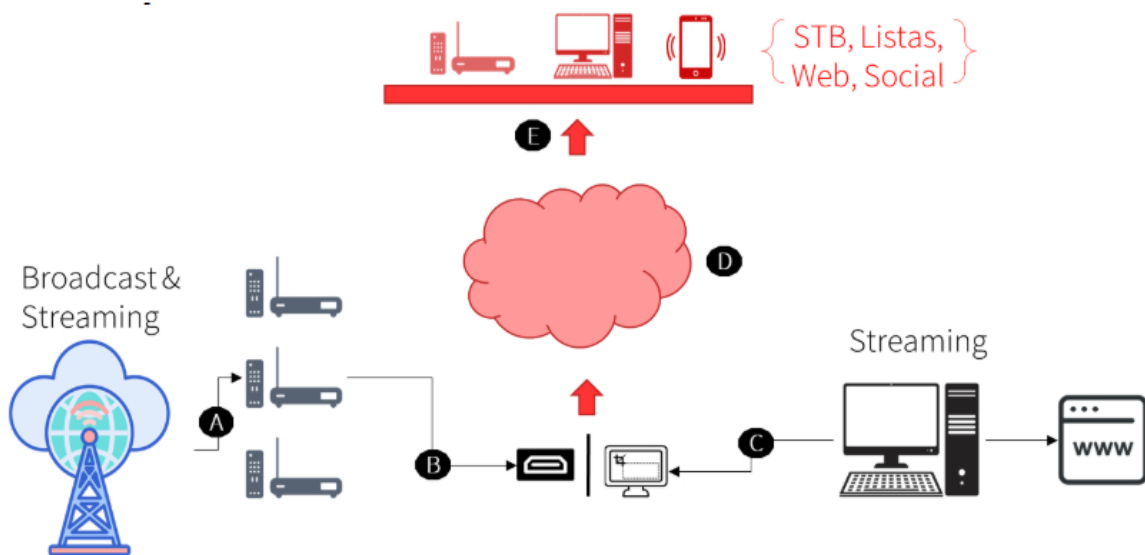 STB, Listas,
Web, Social
E
D
Broadcast &
Streaming
Streaming
A
B
C
www